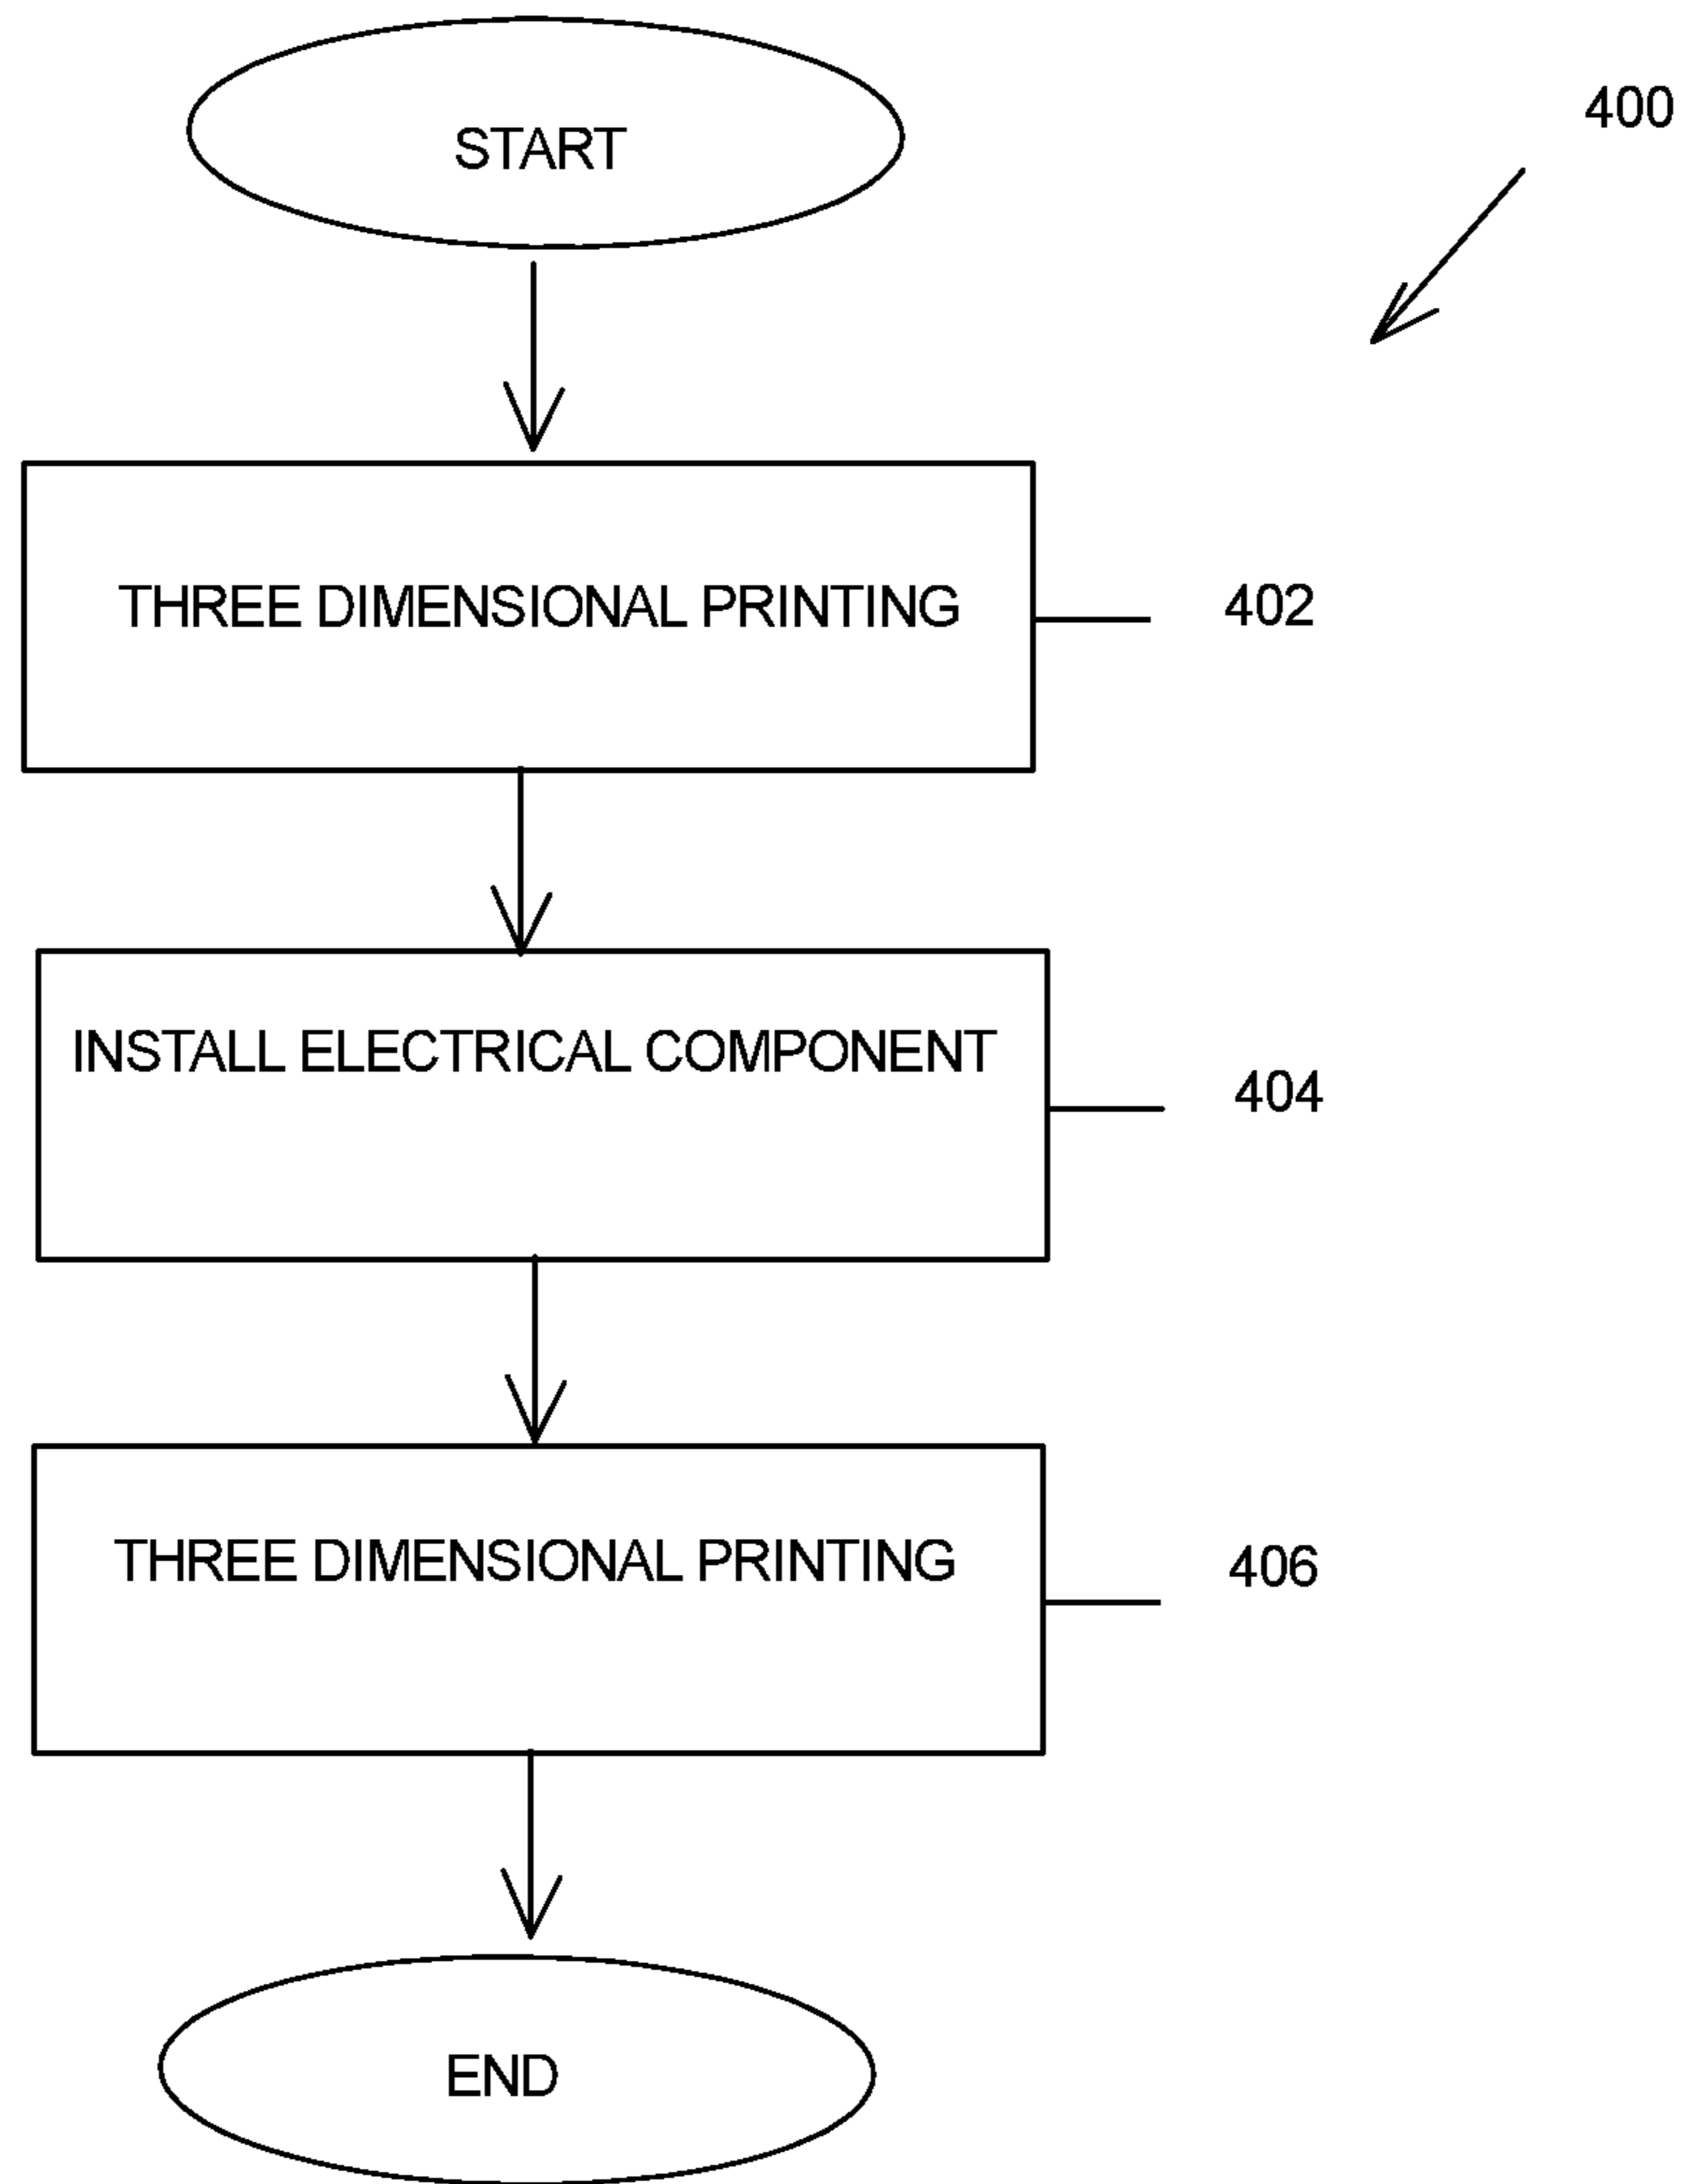 START
400
THREE DIMENSIONAL PRINTING
402
INSTALL ELECTRICAL COMPONENT
404
THREE DIMENSIONAL PRINTING
406
END